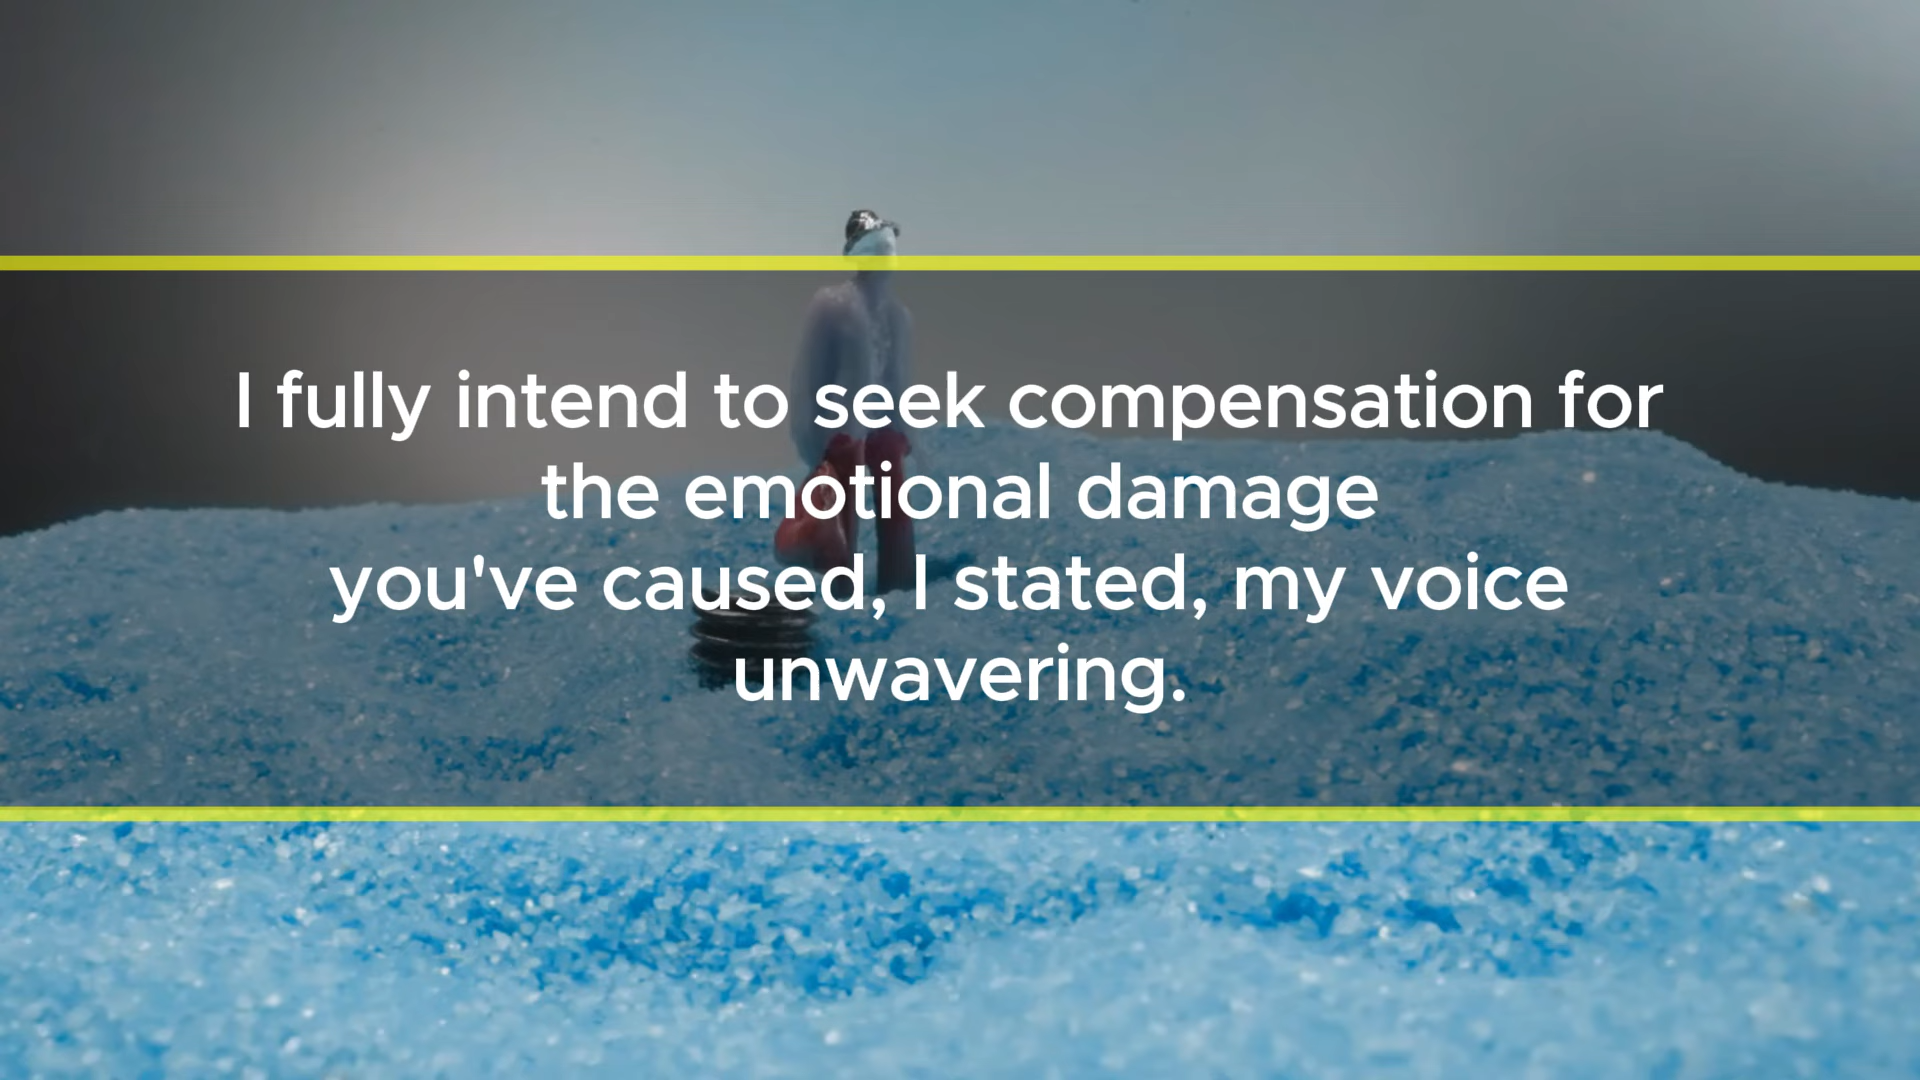 I fully intend to seek compensation for
the emotional damage
you've caused, I stated, my voice
unwavering.